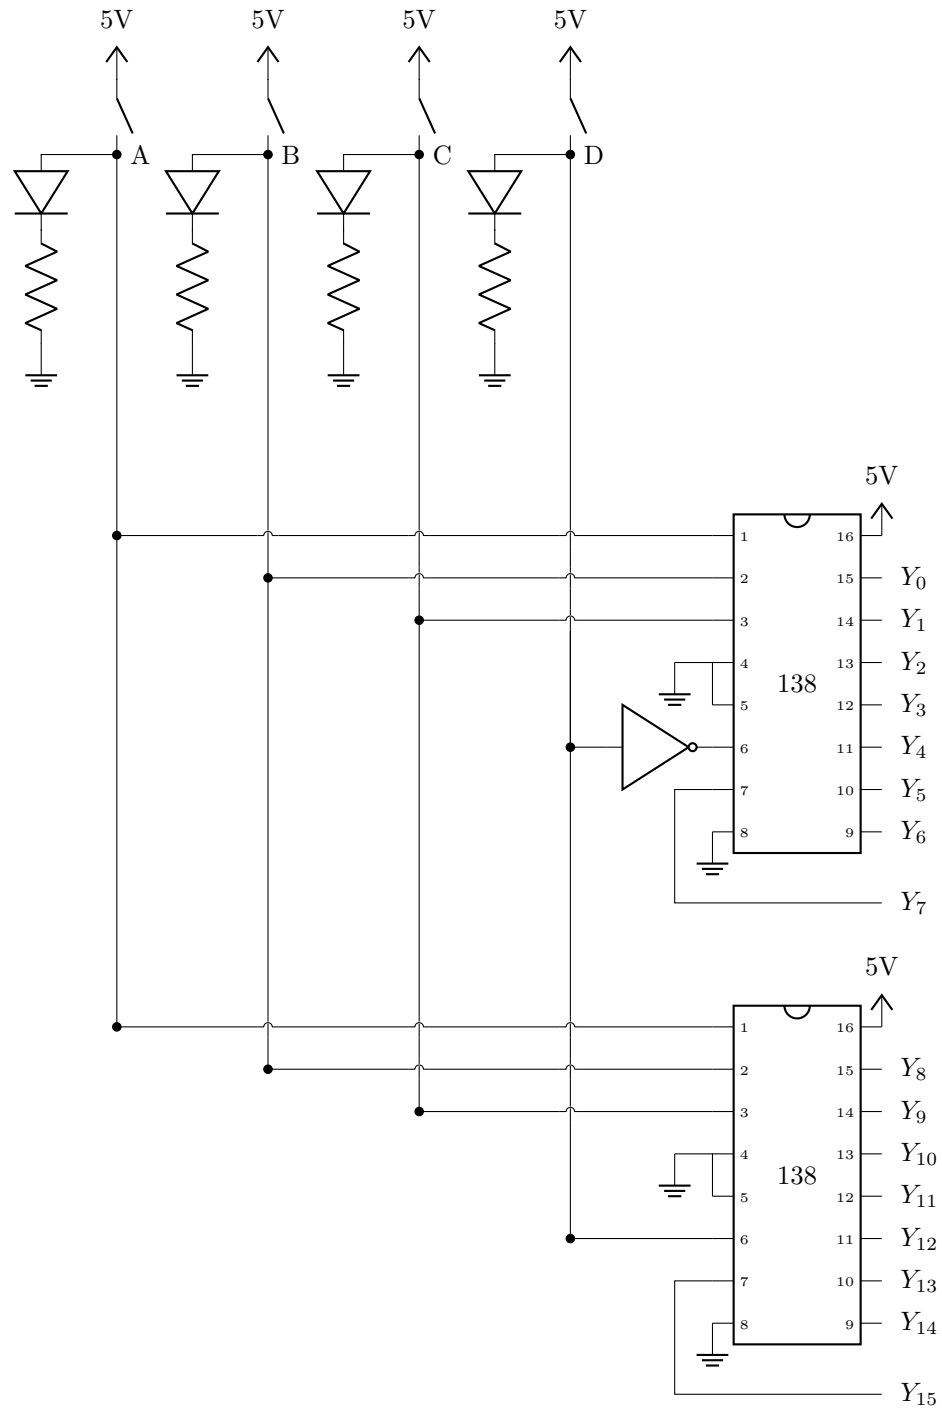 5V 5V 5V 5V
A B C D
5V
1 16
2 15 Y₀
3 14 Y₁
4 13 Y₂
138
5 12 Y₃
6 11 Y₄
7 10 Y₅
8 9 Y₆
Y₇
5V
1 16
2 15 Y₈
3 14 Y₉
4 13 Y₁₀
138
5 12 Y₁₁
6 11 Y₁₂
7 10 Y₁₃
8 9 Y₁₄
Y₁₅